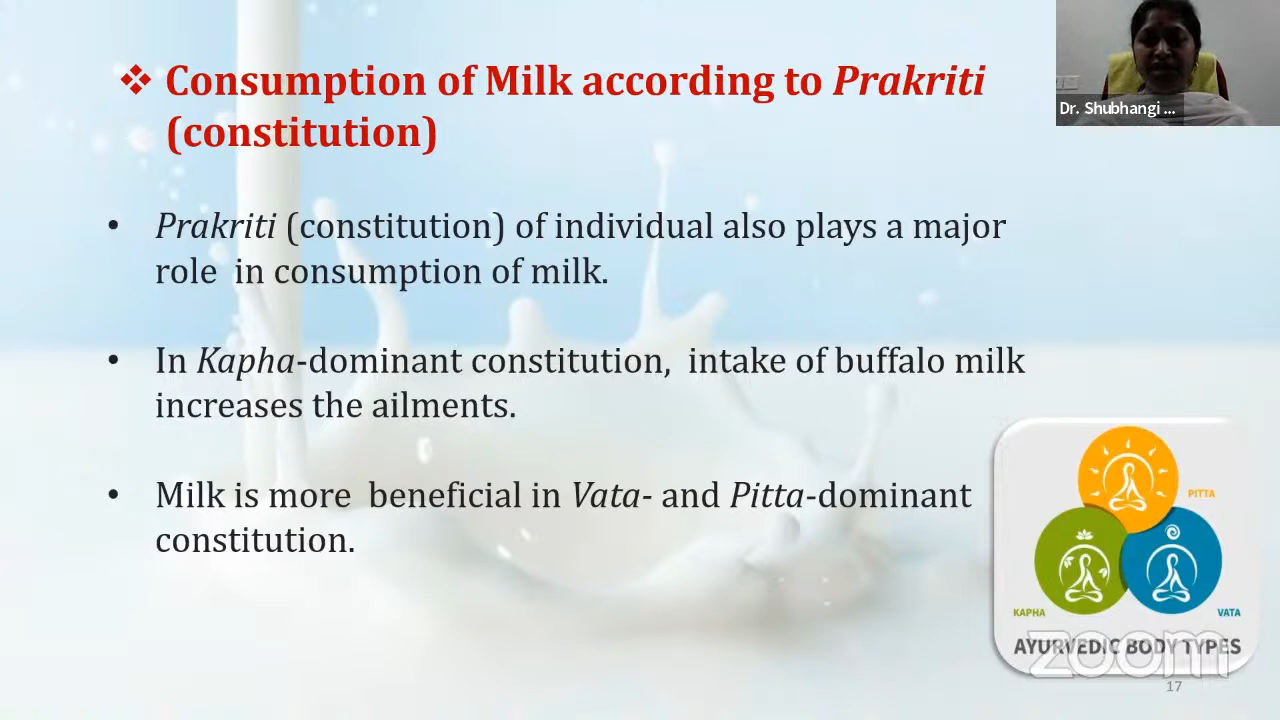 ❖ Consumption of Milk according to Prakriti
(constitution)
Dr. Shubhangi ...
• Prakriti (constitution) of individual also plays a major
role in consumption of milk.
• In Kapha-dominant constitution, intake of buffalo milk
increases the ailments.
• Milk is more beneficial in Vata- and Pitta-dominant
constitution.
PITTA
KAPHA
VATA
AYURVEDIC BODY TYPES
zoom
17